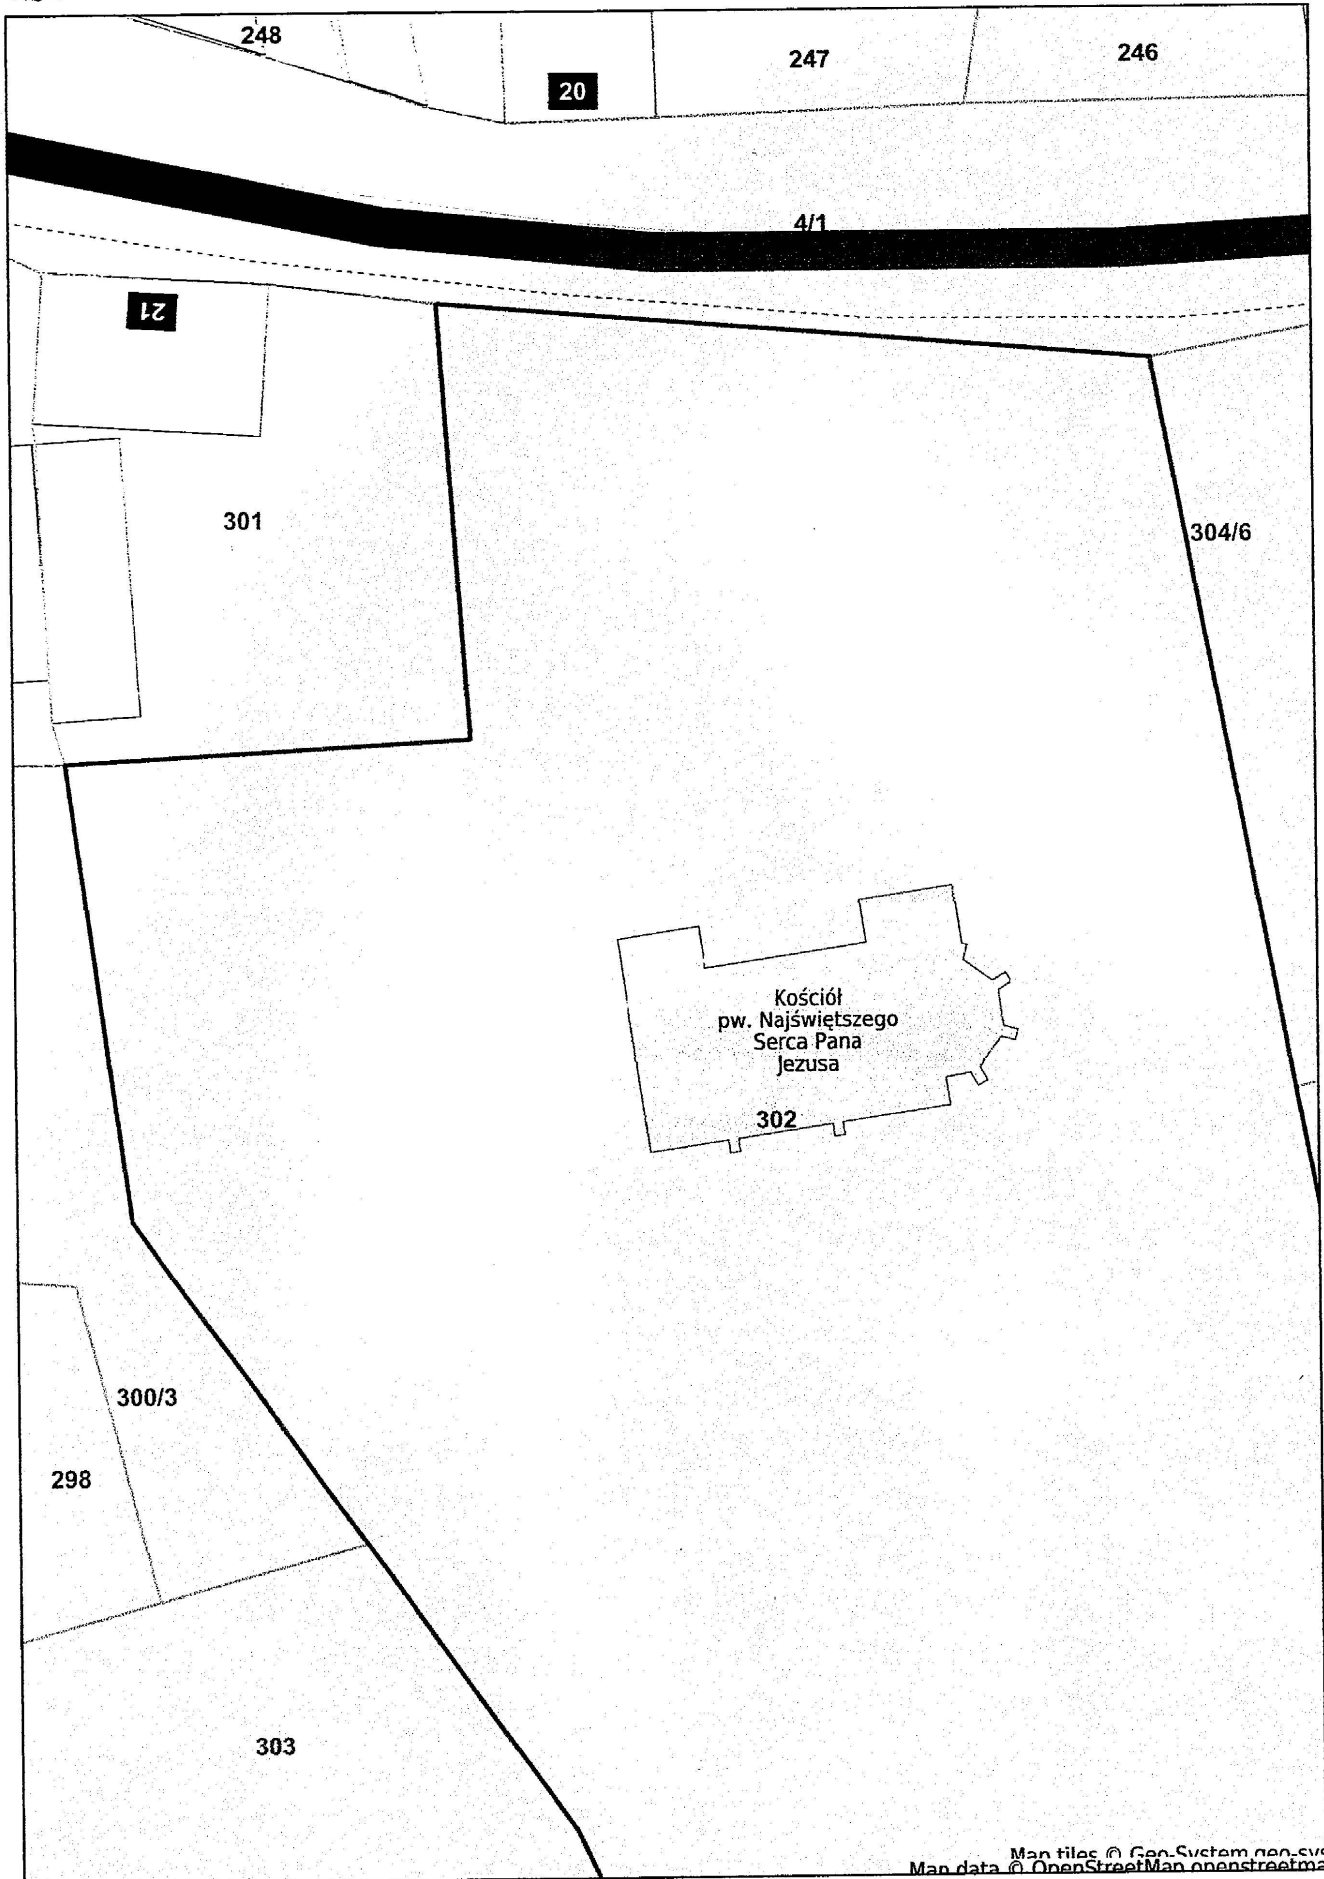 248
247
246
20
4/1
21
301
304/6
Kościół
pw. Najświętszego
Serca Pana
Jezusa
302
300/3
298
303
Map tiles © Geo-System geo-sys
Map data © OpenStreetMap openstreetma